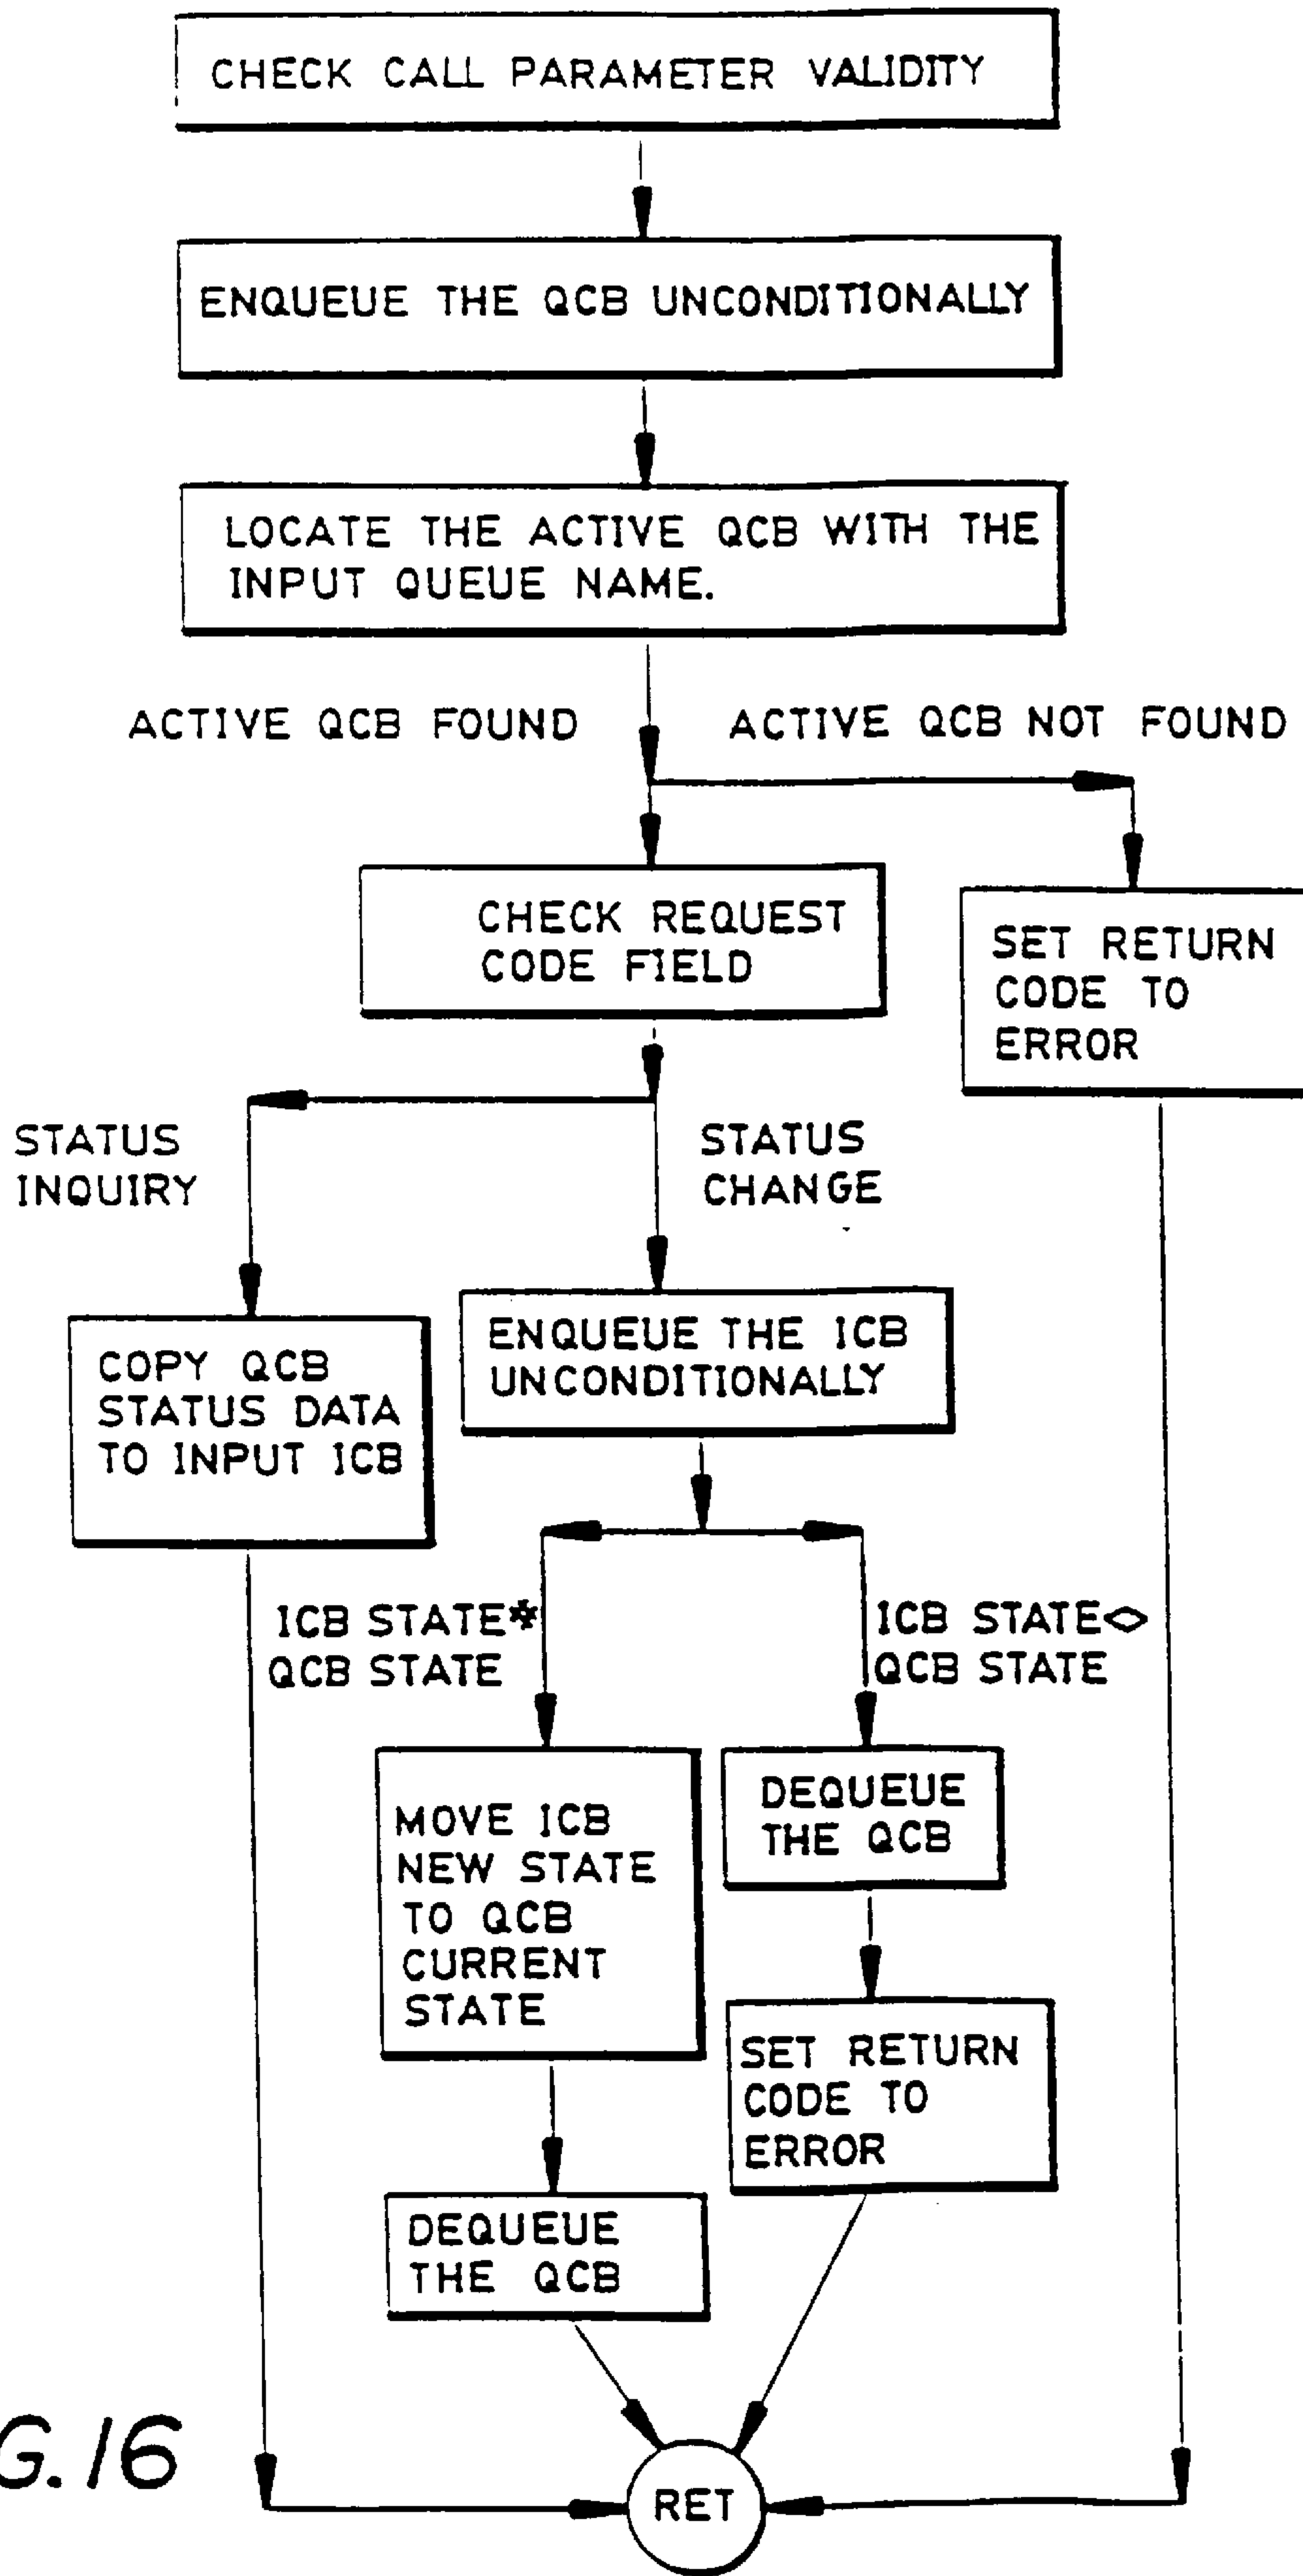 CHECK CALL PARAMETER VALIDITY
ENQUEUE THE QCB UNCONDITIONALLY
LOCATE THE ACTIVE QCB WITH THE
INPUT QUEUE NAME.
ACTIVE QCB FOUND
ACTIVE QCB NOT FOUND
CHECK REQUEST
CODE FIELD
SET RETURN
CODE TO
ERROR
STATUS
INQUIRY
STATUS
CHANGE
COPY QCB
STATUS DATA
TO INPUT ICB
ENQUEUE THE ICB
UNCONDITIONALLY
ICB STATE*
QCB STATE
ICB STATE<>
QCB STATE
MOVE ICB
NEW STATE
TO QCB
CURRENT
STATE
DEQUEUE
THE QCB
SET RETURN
CODE TO
ERROR
DEQUEUE
THE QCB
RET
G.16